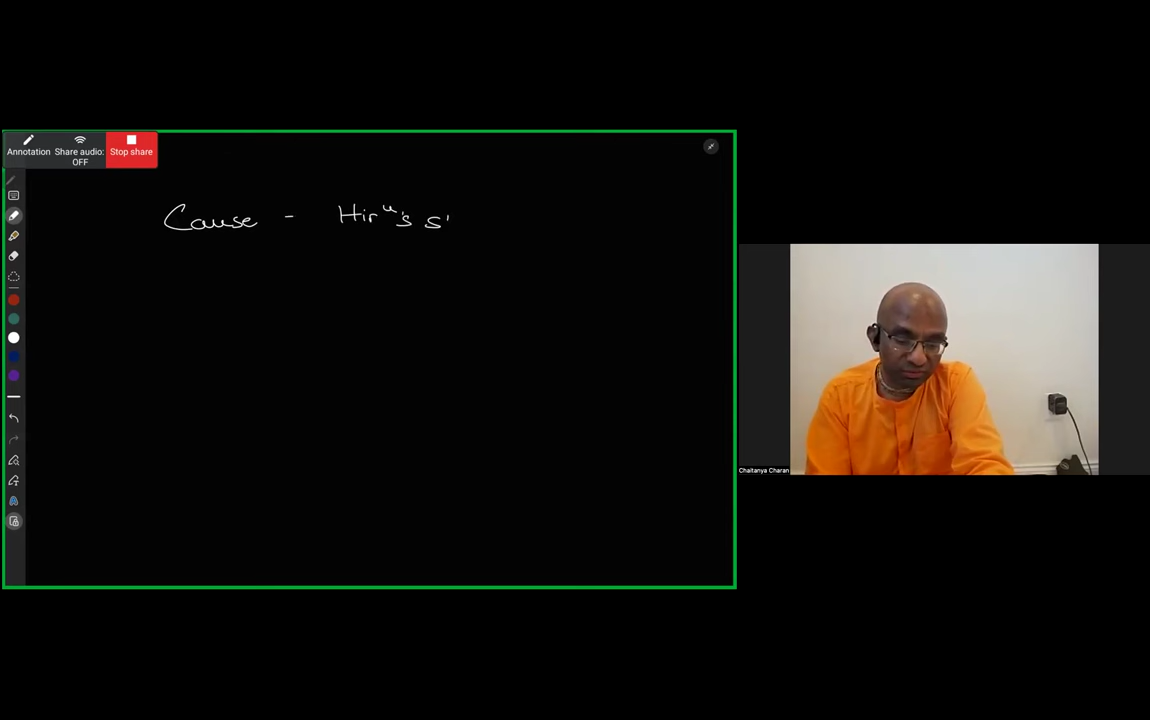 Annotation Share audio: OFF Stop share
Cause - Hir"'s s'
Chaitanya Charan